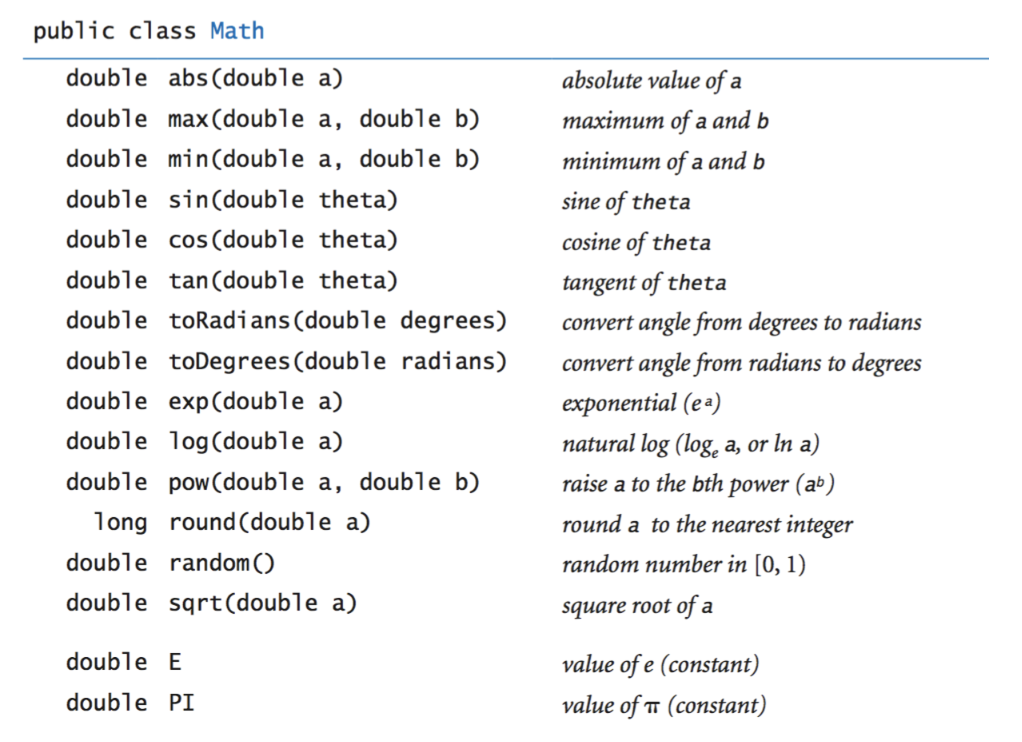 public class Math
double abs(double a) absolute value of a
double max(double a, double b) maximum of a and b
double min(double a, double b) minimum of a and b
double sin(double theta) sine of theta
double cos(double theta) cosine of theta
double tan(double theta) tangent of theta
double toRadians(double degrees) convert angle from degrees to radians
double toDegrees(double radians) convert angle from radians to degrees
double exp(double a) exponential (eᵃ)
double log(double a) natural log (logₑ a, or ln a)
double pow(double a, double b) raise a to the bth power (aᵇ)
long round(double a) round a to the nearest integer
double random() random number in [0, 1)
double sqrt(double a) square root of a
double E value of e (constant)
double PI value of π (constant)